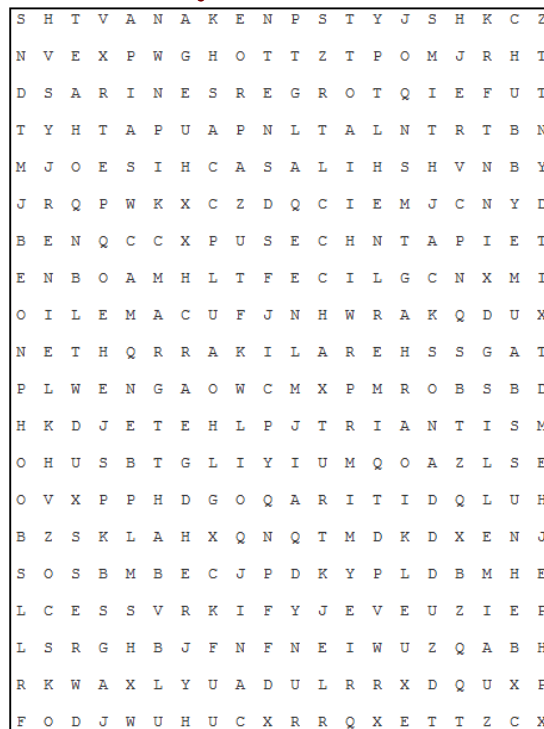 S H T V A N A K E N P S T Y J S H K C Z
N V E X P W G H O T T Z T P O M J R H T
D S A R I N E S R E G R O T Q I E F U T
T Y H T A P U A P N L T A L N T R T B N
M J O E S I H C A S A L I H S H V N B Y
J R Q P W K X C Z D Q C I E M J C N Y D
B E N Q C C X P U S E C H N T A P I E T
E N B O A M H L T F E C I L G C N X M I
O I L E M A C U F J N H W R A K Q D U X
N E T H Q R R A K I L A R E H S S G A T
P L W E N G A O W C M X P M R O B S B D
H K D J E T E H L P J T R I A N T I S M
O H U S B T G L I Y I U M Q O A Z L S E
O V X P P H D G O Q A R I T I D Q L U H
B Z S K L A H X Q N Q T M D K D X E N J
S O S B M B E C J P D K Y P L D B M H E
L C E S S V R K I F Y J E V E U Z I E P
L S R G H B J F N F N E I W U Z Q A B H
R K W A X L Y U A D U L R R X D Q U X P
F O D J W U H U C X R R Q X E T T Z C X